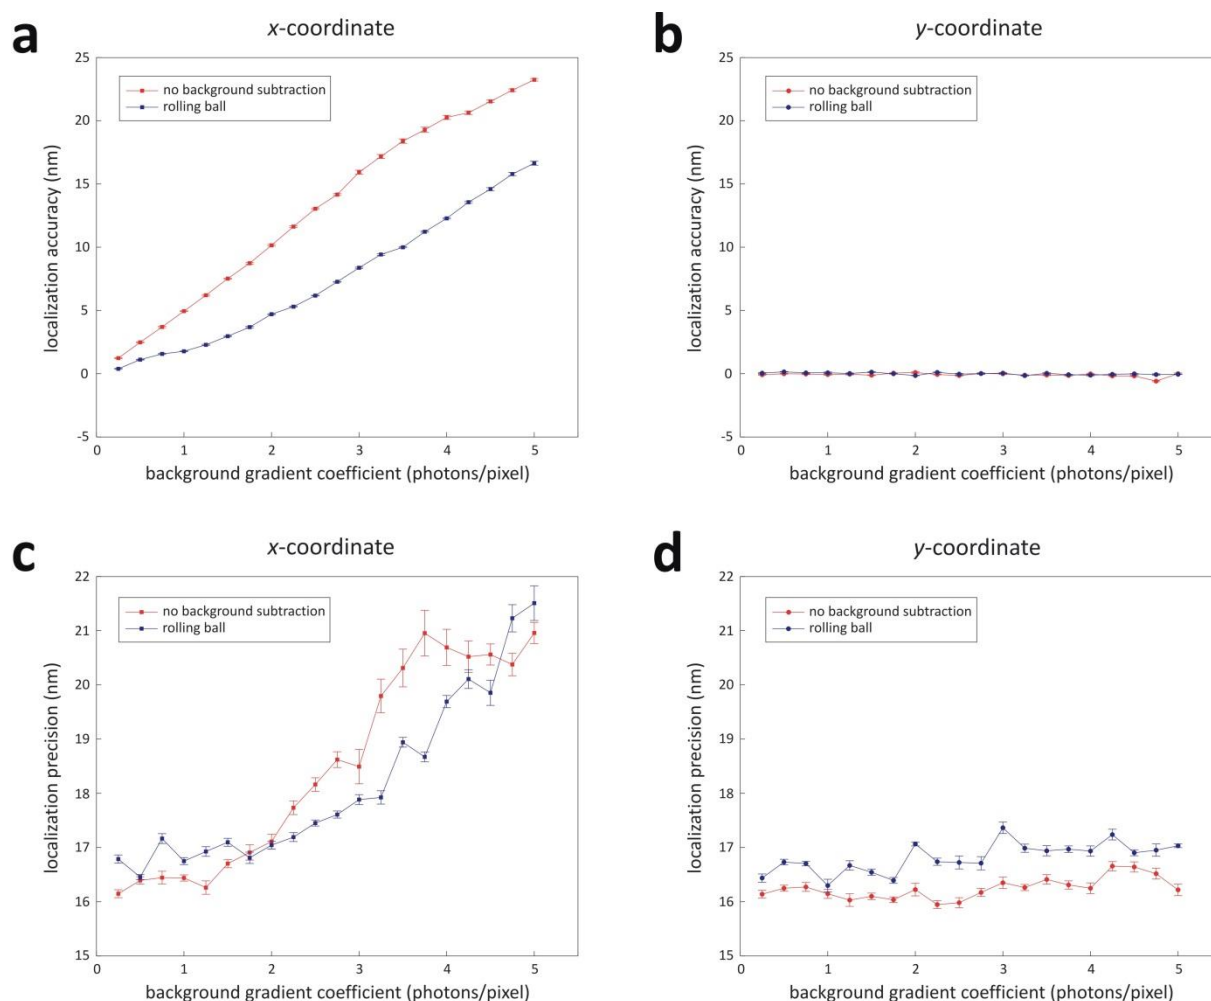 a
x-coordinate
25
20
15
10
5
0
-5
no background subtraction
rolling ball
localization accuracy (nm)
0 1 2 3 4 5
background gradient coefficient (photons/pixel)
b
y-coordinate
25
20
15
10
5
0
-5
no background subtraction
rolling ball
localization accuracy (nm)
0 1 2 3 4 5
background gradient coefficient (photons/pixel)
c
x-coordinate
22
21
20
19
18
17
16
15
no background subtraction
rolling ball
localization precision (nm)
0 1 2 3 4 5
background gradient coefficient (photons/pixel)
d
y-coordinate
22
21
20
19
18
17
16
15
no background subtraction
rolling ball
localization precision (nm)
0 1 2 3 4 5
background gradient coefficient (photons/pixel)